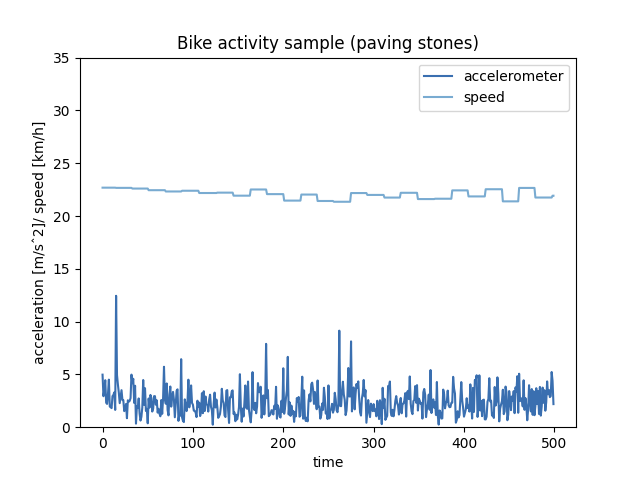 Bike activity sample (paving stones)
accelerometer
speed
acceleration [m/s^2]/ speed [km/h]
35
30
25
20
15
10
5
0
0 100 200 300 400 500
time